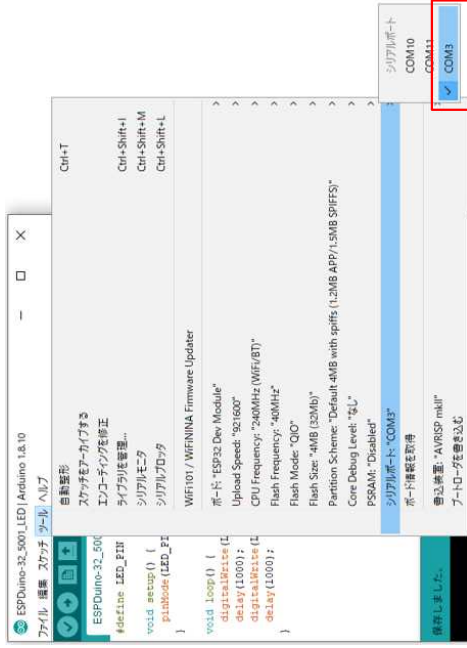 ESPDuino-32_5001_LED | Arduino 1.8.10
ファイル 編集 スケッチ ツール ヘルプ
自動整形 Ctrl+T
スケッチをアーカイブする
エンコーディングを修正
ライブラリを管理... Ctrl+Shift+I
シリアルモニタ Ctrl+Shift+M
シリアルプロッタ Ctrl+Shift+L
WiFi101 / WiFiNINA Firmware Updater
ボード: "ESP32 Dev Module"
Upload Speed: "921600"
CPU Frequency: "240MHz (WiFi/BT)"
Flash Frequency: "40MHz"
Flash Mode: "QIO"
Flash Size: "4MB (32Mb)"
Partition Scheme: "Default 4MB with spiffs (1.2MB APP/1.5MB SPIFFS)"
Core Debug Level: "なし"
PSRAM: "Disabled"
シリアルポート: "COM3"
ボード情報を取得
書込装置: "AVRISP mkII"
ブートローダを書き込む
シリアルポート
COM10
COM11
COM3
ESPDuino-32_500
#define LED_PIN
void setup() {
pinMode(LED_PI
}
void loop() {
digitalWrite(L
delay(1000);
digitalWrite(L
delay(1000);
}
保存しました。